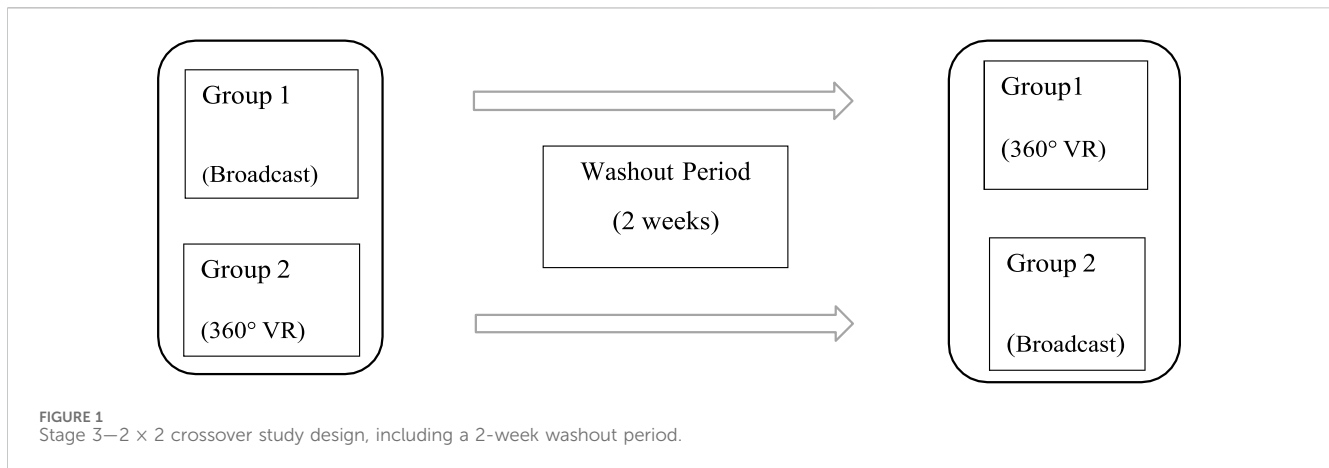 Group 1
(Broadcast)
Group 2
(360° VR)
Washout Period
(2 weeks)
Group1
(360° VR)
Group 2
(Broadcast)
FIGURE 1
Stage 3—2 × 2 crossover study design, including a 2-week washout period.